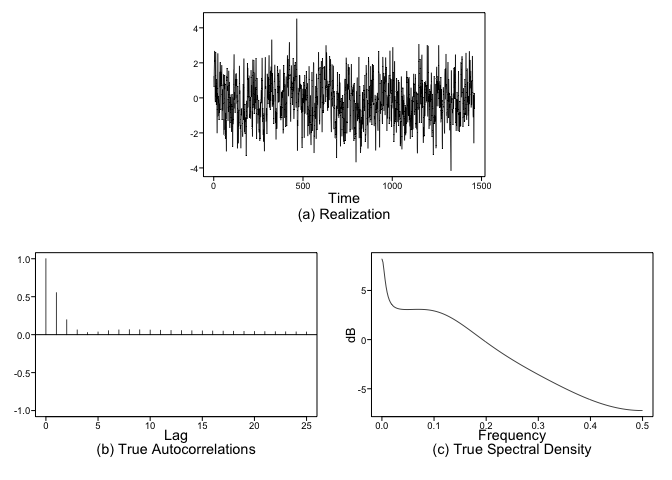 4
2
0
-2
-4
0 500 1000 1500
Time
(a) Realization
1.0
0.5
0.0
-0.5
-1.0
0 5 10 15 20 25
Lag
(b) True Autocorrelations
dB
5
0
-5
0.0 0.1 0.2 0.3 0.4 0.5
Frequency
(c) True Spectral Density